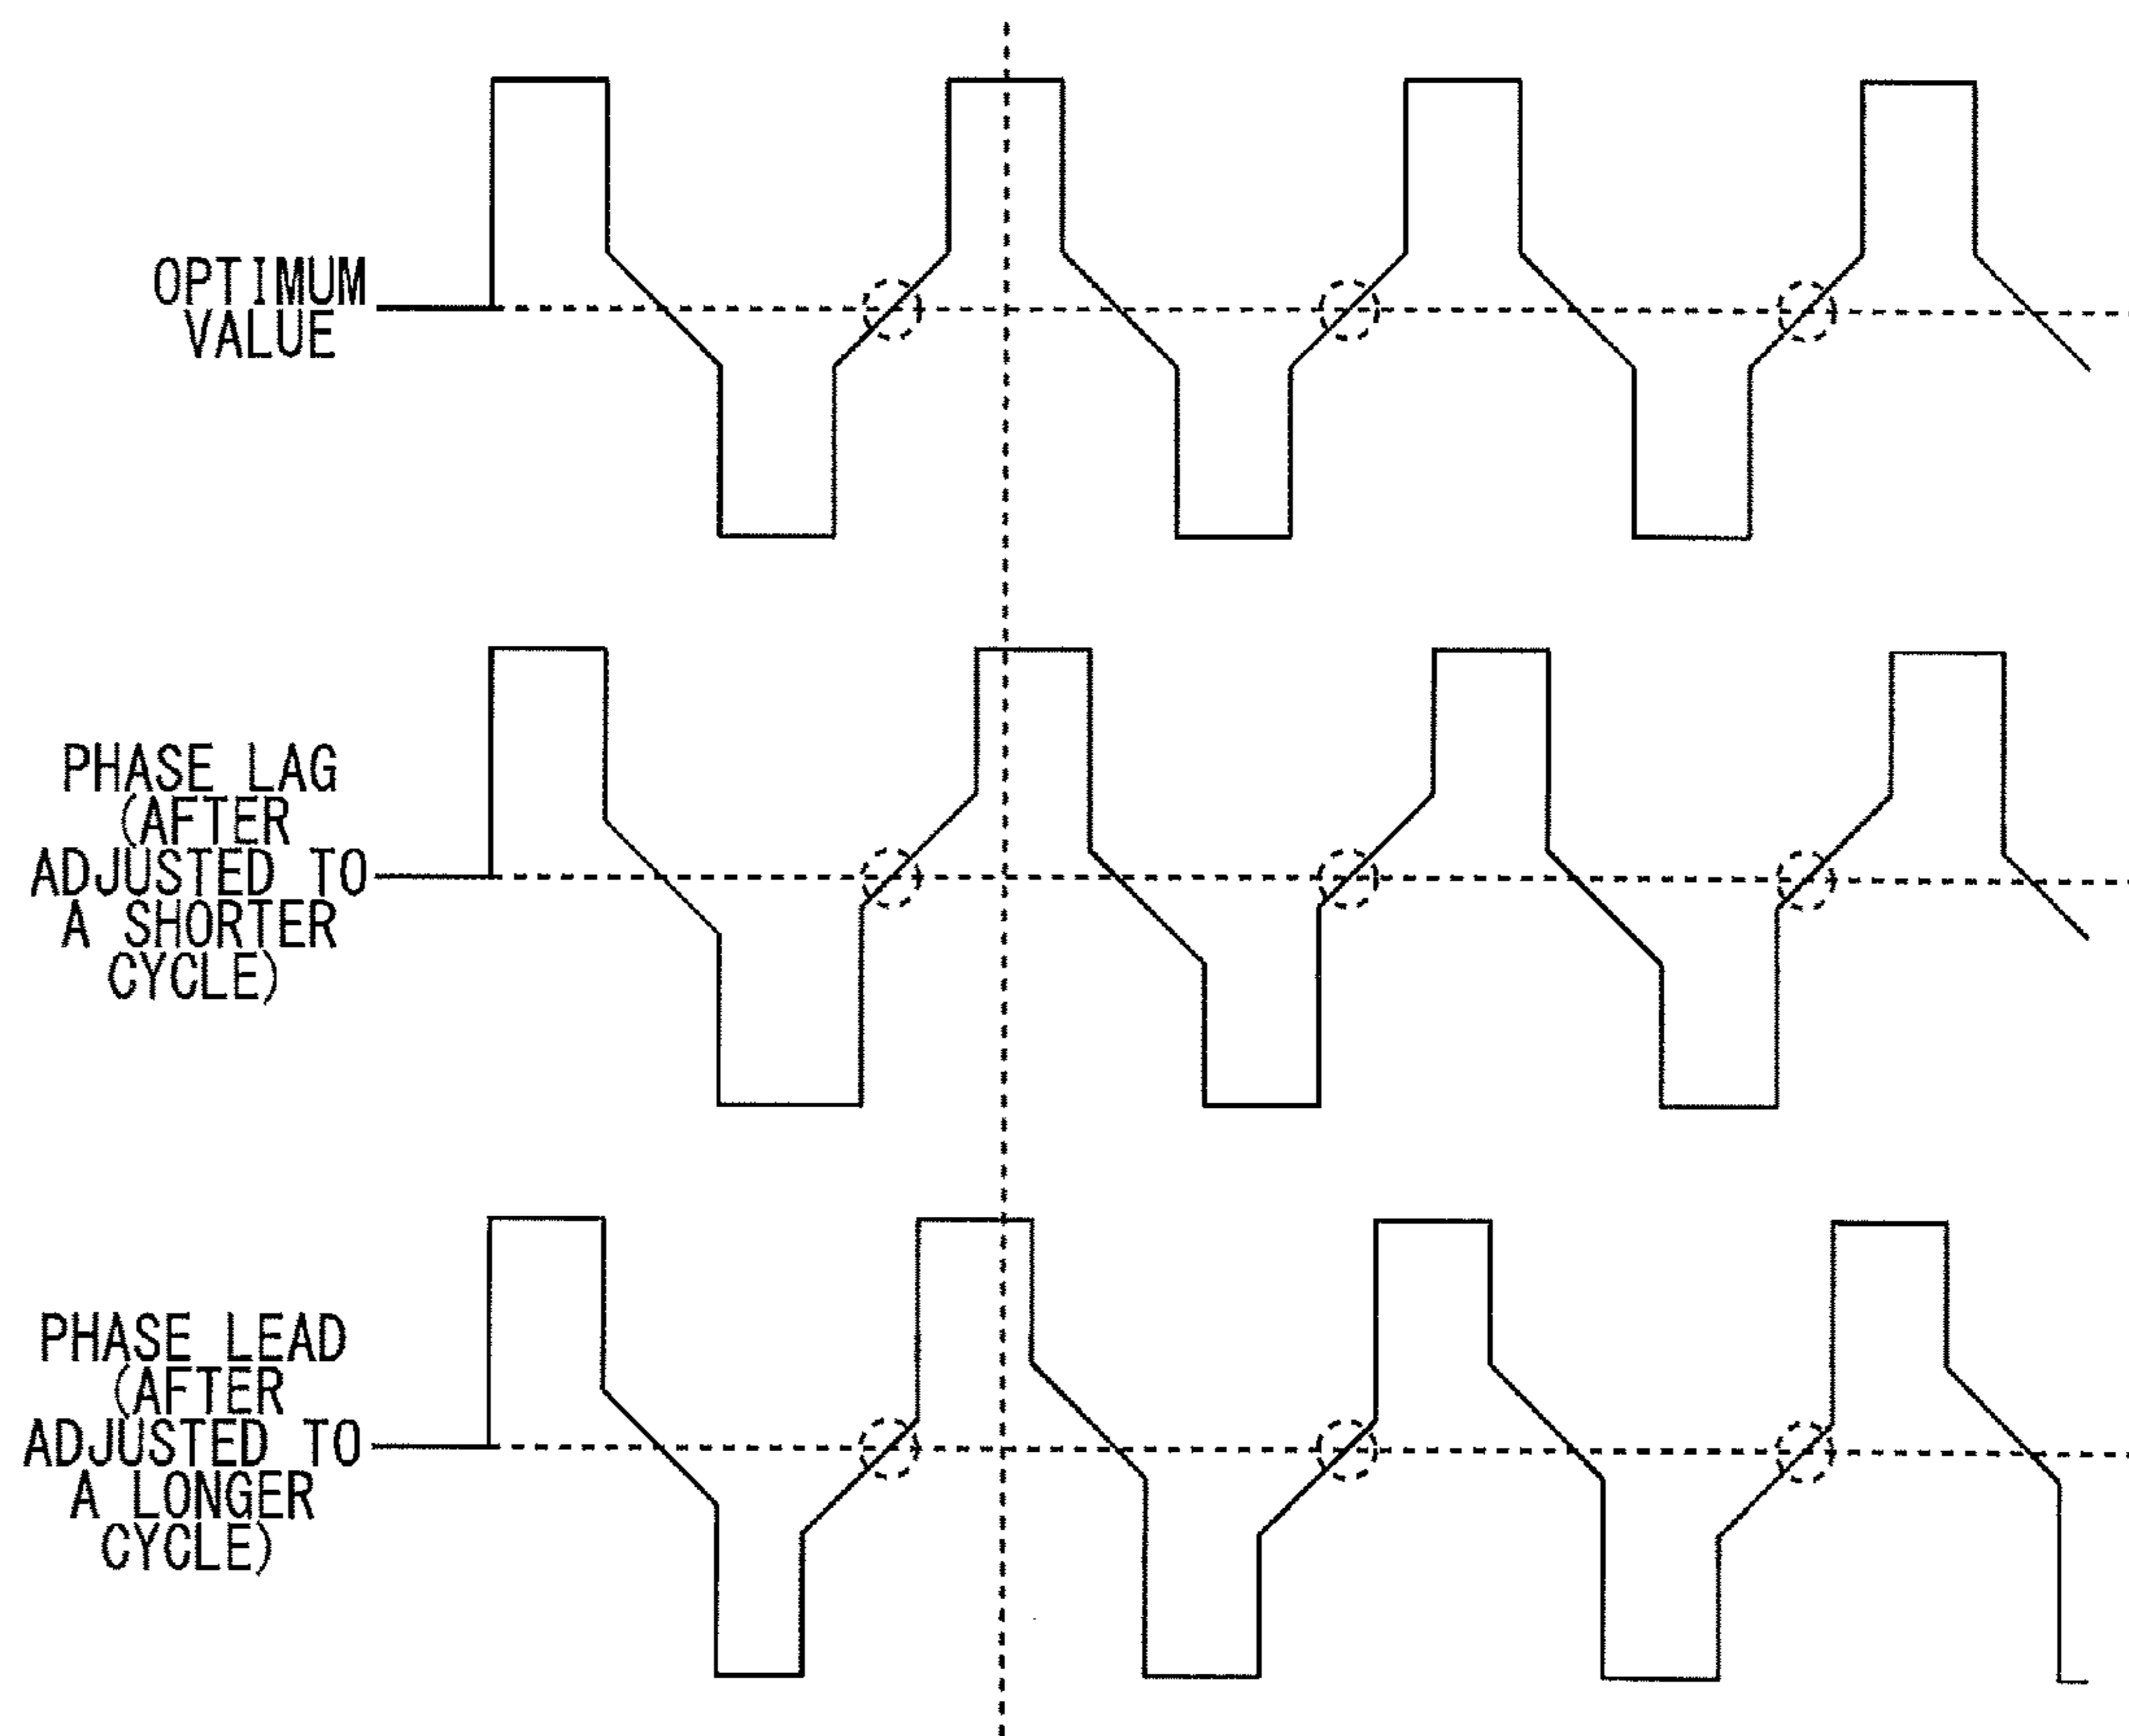 OPTIMUM
VALUE
PHASE LAG
(AFTER
ADJUSTED TO
A SHORTER
CYCLE)
PHASE LEAD
(AFTER
ADJUSTED TO
A LONGER
CYCLE)